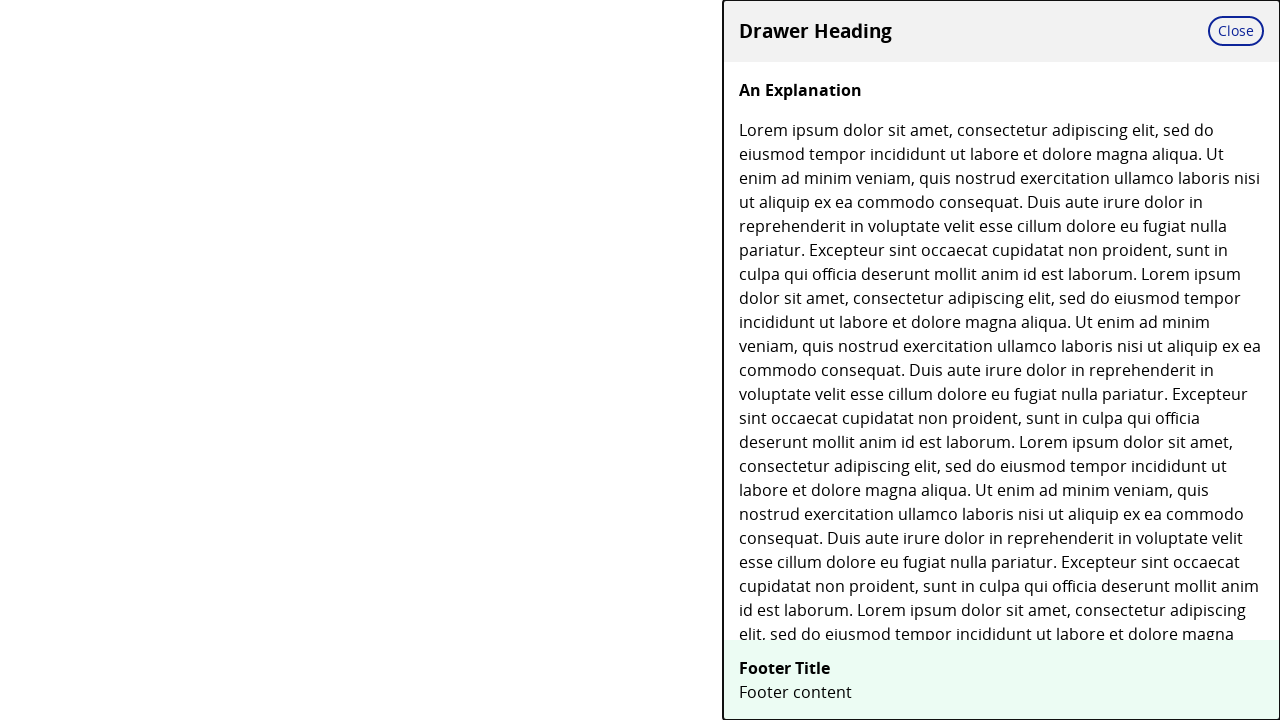 Drawer Heading
Close
An Explanation
Lorem ipsum dolor sit amet, consectetur adipiscing elit, sed do
eiusmod tempor incididunt ut labore et dolore magna aliqua. Ut
enim ad minim veniam, quis nostrud exercitation ullamco laboris nisi
ut aliquip ex ea commodo consequat. Duis aute irure dolor in
reprehenderit in voluptate velit esse cillum dolore eu fugiat nulla
pariatur. Excepteur sint occaecat cupidatat non proident, sunt in
culpa qui officia deserunt mollit anim id est laborum. Lorem ipsum
dolor sit amet, consectetur adipiscing elit, sed do eiusmod tempor
incididunt ut labore et dolore magna aliqua. Ut enim ad minim
veniam, quis nostrud exercitation ullamco laboris nisi ut aliquip ex ea
commodo consequat. Duis aute irure dolor in reprehenderit in
voluptate velit esse cillum dolore eu fugiat nulla pariatur. Excepteur
sint occaecat cupidatat non proident, sunt in culpa qui officia
deserunt mollit anim id est laborum. Lorem ipsum dolor sit amet,
consectetur adipiscing elit, sed do eiusmod tempor incididunt ut
labore et dolore magna aliqua. Ut enim ad minim veniam, quis
nostrud exercitation ullamco laboris nisi ut aliquip ex ea commodo
consequat. Duis aute irure dolor in reprehenderit in voluptate velit
esse cillum dolore eu fugiat nulla pariatur. Excepteur sint occaecat
cupidatat non proident, sunt in culpa qui officia deserunt mollit anim
id est laborum. Lorem ipsum dolor sit amet, consectetur adipiscing
elit, sed do eiusmod tempor incididunt ut labore et dolore magna
Footer Title
Footer content